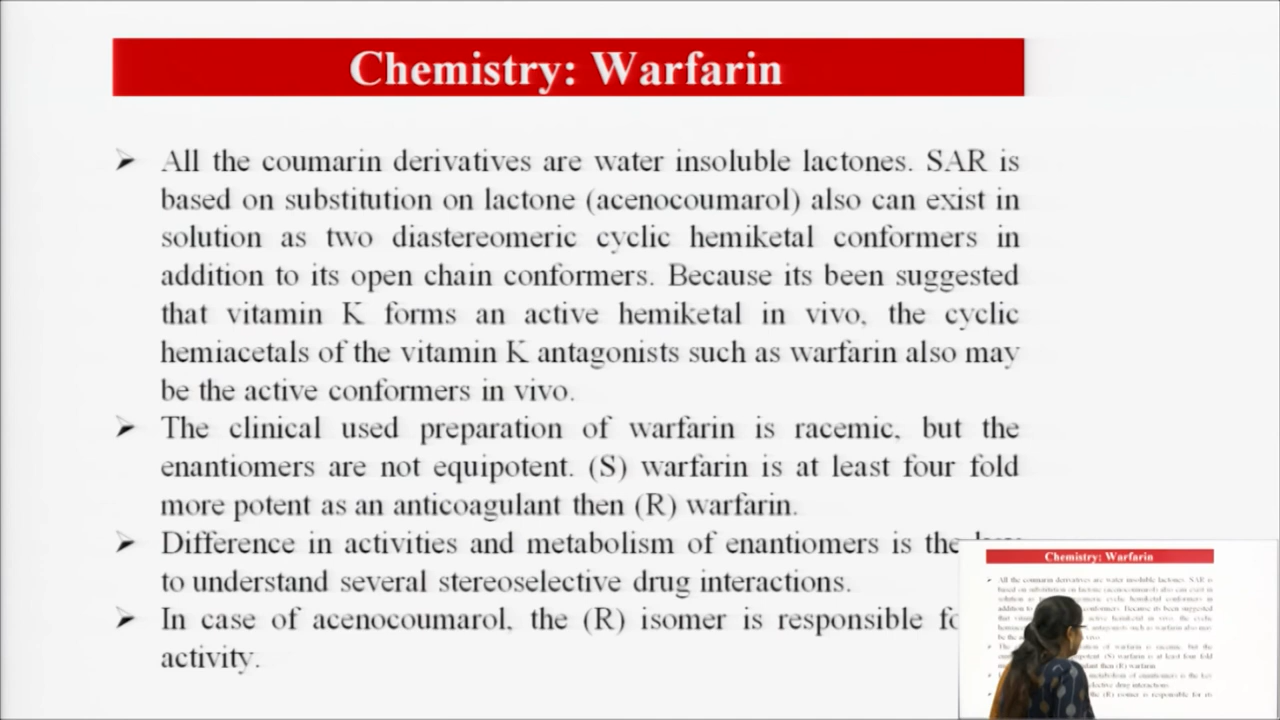 Chemistry: Warfarin
➤ All the coumarin derivatives are water insoluble lactones. SAR is
based on substitution on lactone (acenocoumarol) also can exist in
solution as two diastereomeric cyclic hemiketal conformers in
addition to its open chain conformers. Because its been suggested
that vitamin K forms an active hemiketal in vivo, the cyclic
hemiacetals of the vitamin K antagonists such as warfarin also may
be the active conformers in vivo.
➤ The clinical used preparation of warfarin is racemic, but the
enantiomers are not equipotent. (S) warfarin is at least four fold
more potent as an anticoagulant then (R) warfarin.
➤ Difference in activities and metabolism of enantiomers is the
to understand several stereoselective drug interactions.
➤ In case of acenocoumarol, the (R) isomer is responsible
activity.
Chemistry: Warfarin